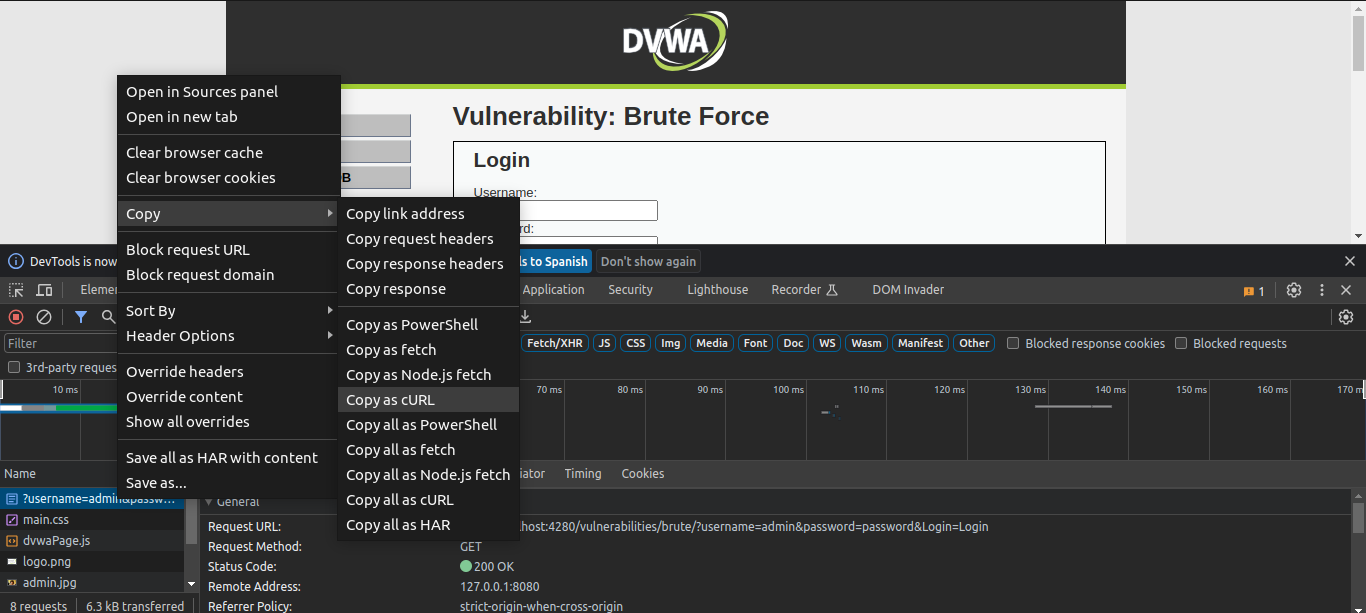 DVWA
Vulnerability: Brute Force
Login
Username:
rd:
B
Open in Sources panel
Open in new tab
Clear browser cache
Clear browser cookies
Copy
Block request URL
Block request domain
Sort By
Header Options
Override headers
Override content
Show all overrides
Save all as HAR with content
Save as...
Copy link address
Copy request headers
Copy response headers
Copy response
Copy as PowerShell
Copy as fetch
Copy as Node.js fetch
Copy as cURL
Copy all as PowerShell
Copy all as fetch
Copy all as Node.js fetch
Copy all as cURL
Copy all as HAR
DevTools is now
ls to Spanish Don't show again
Elemen Application Security Lighthouse Recorder DOM Invader 1
Filter Fetch/XHR JS CSS Img Media Font Doc WS Wasm Manifest Other Blocked response cookies Blocked requests
3rd-party reques
10 ms 70 ms 80 ms 90 ms 100 ms 110 ms 120 ms 130 ms 140 ms 150 ms 160 ms 170 m
Name iator Timing Cookies
?username=admin&passw...
main.css
dvwaPage.js
logo.png
admin.jpg
8 requests 6.3 kB transferred
General
Request URL: lhost:4280/vulnerabilities/brute/?username=admin&password=password&Login=Login
Request Method: GET
Status Code: 200 OK
Remote Address: 127.0.0.1:8080
Referrer Policy: strict-origin-when-cross-origin